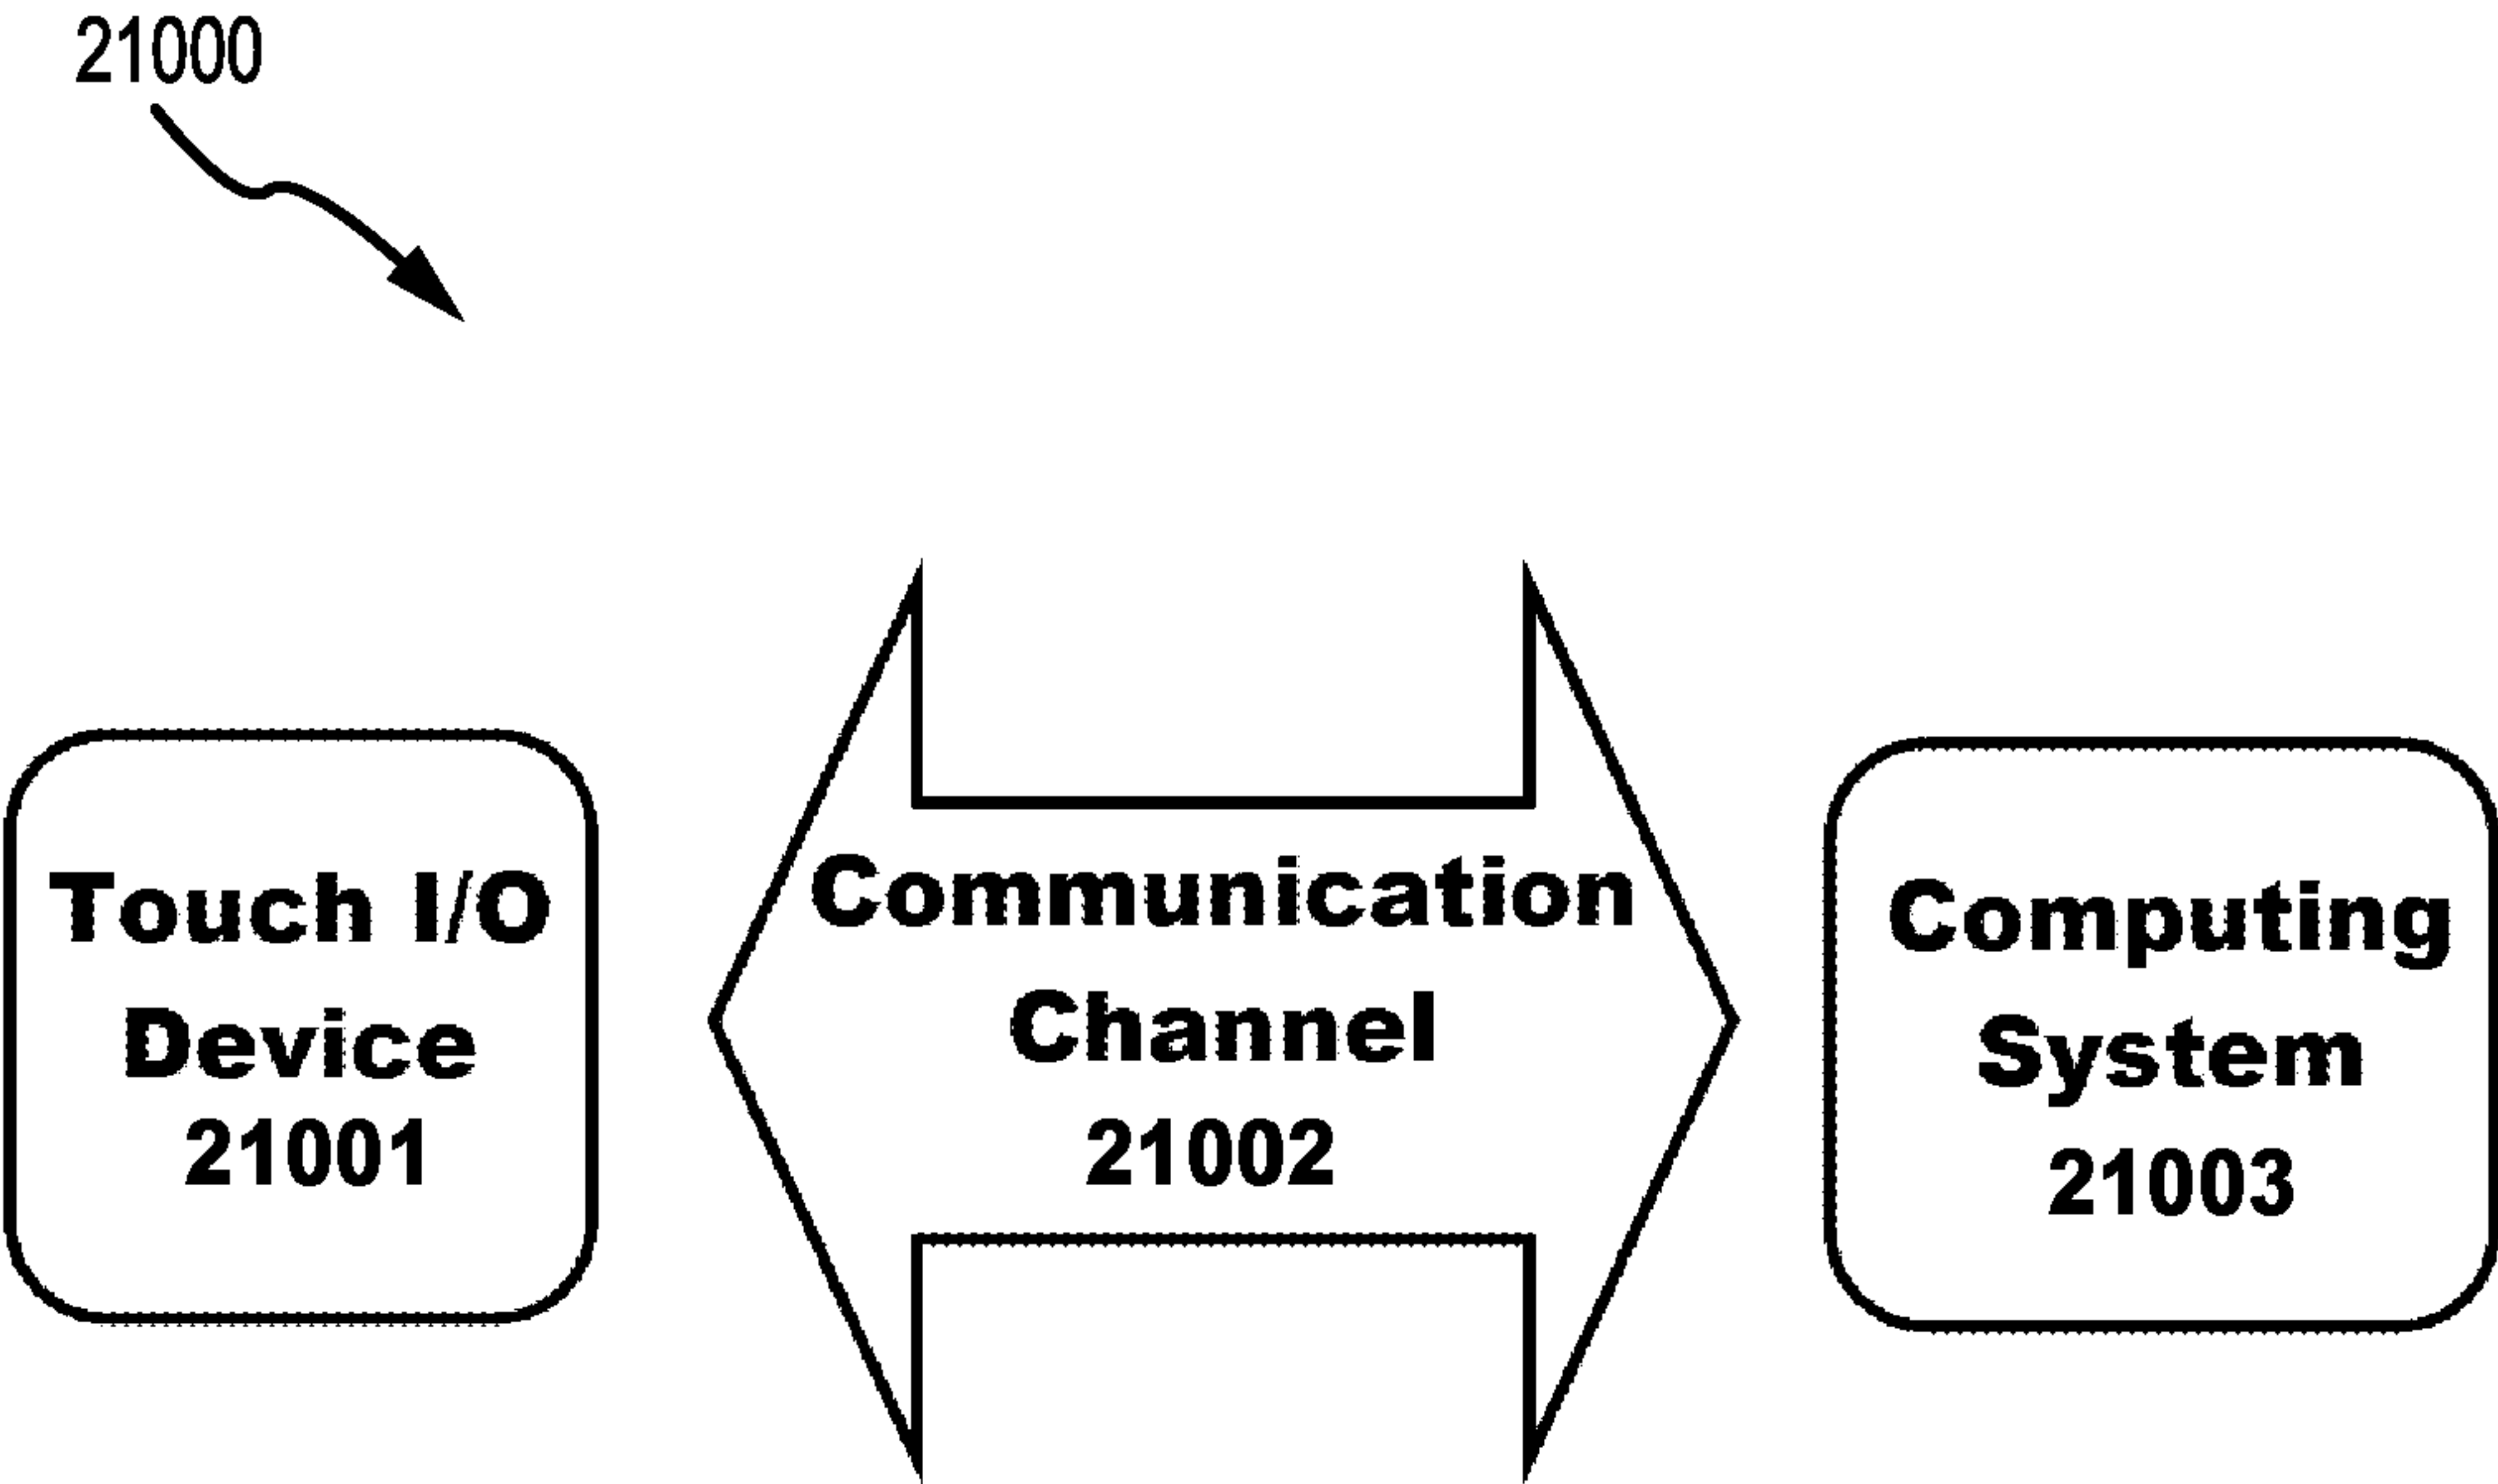 21000
Touch I/O
Device
21001
Communication
Channel
21002
Computing
System
21003